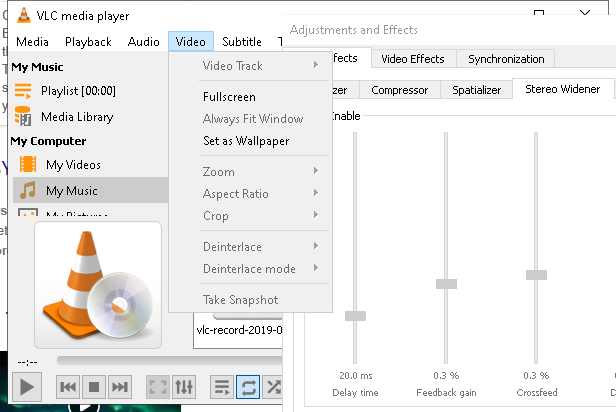 VLC media player
Media Playback Audio Video Subtitle T
My Music
Playlist [00:00]
Media Library
My Computer
My Videos
My Music
My Pictures
Video Track
Fullscreen
Always Fit Window
Set as Wallpaper
Zoom
Aspect Ratio
Crop
Deinterlace
Deinterlace mode
Take Snapshot
vlc-record-2019-0
--:--
Adjustments and Effects
ffects Video Effects Synchronization
zer Compressor Spatializer Stereo Widener
Enable
20.0 ms 0.3 % 0.3 %
Delay time Feedback gain Crossfeed